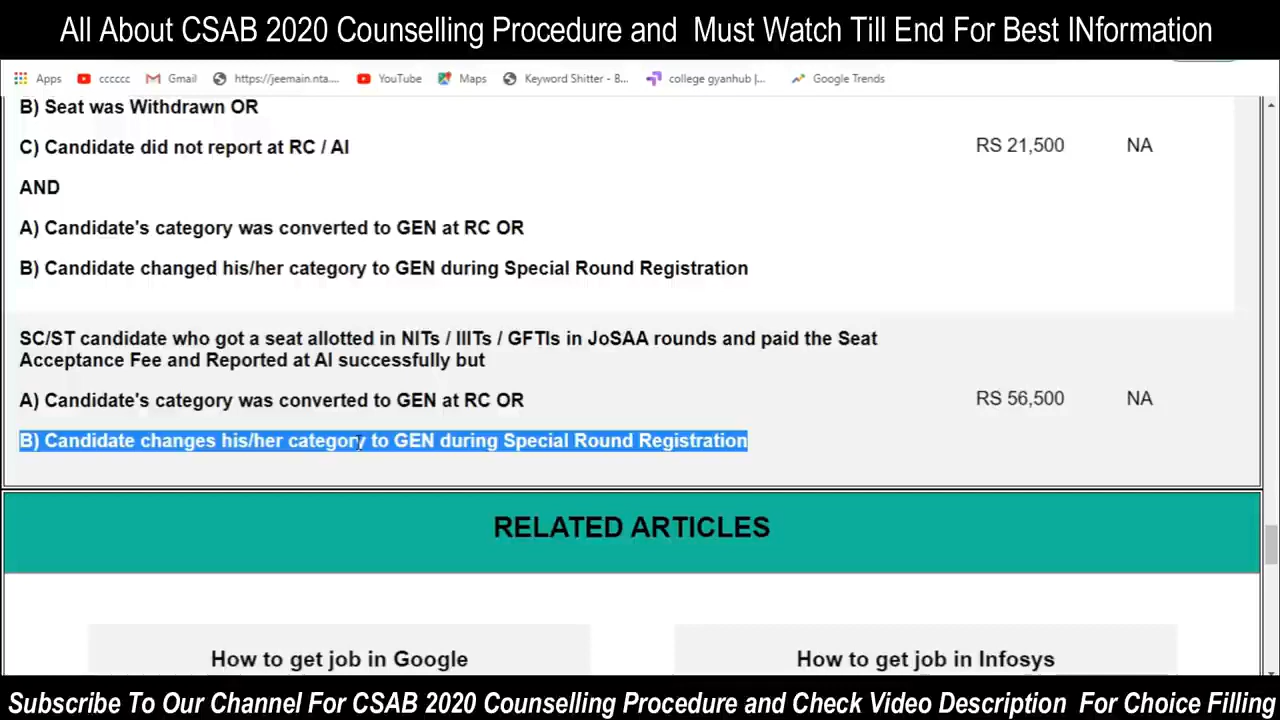 All About CSAB 2020 Counselling Procedure and Must Watch Till End For Best INformation
Apps cccccc Gmail https://jeemain.nta.... YouTube Maps Keyword Shitter - B... college gyanhub |... Google Trends
B) Seat was Withdrawn OR
C) Candidate did not report at RC / AI RS 21,500 NA
AND
A) Candidate's category was converted to GEN at RC OR
B) Candidate changed his/her category to GEN during Special Round Registration
SC/ST candidate who got a seat allotted in NITs / IIITs / GFTIs in JoSAA rounds and paid the Seat
Acceptance Fee and Reported at AI successfully but
A) Candidate's category was converted to GEN at RC OR RS 56,500 NA
B) Candidate changes his/her category to GEN during Special Round Registration
RELATED ARTICLES
How to get job in Google How to get job in Infosys
Subscribe To Our Channel For CSAB 2020 Counselling Procedure and Check Video Description For Choice Filling